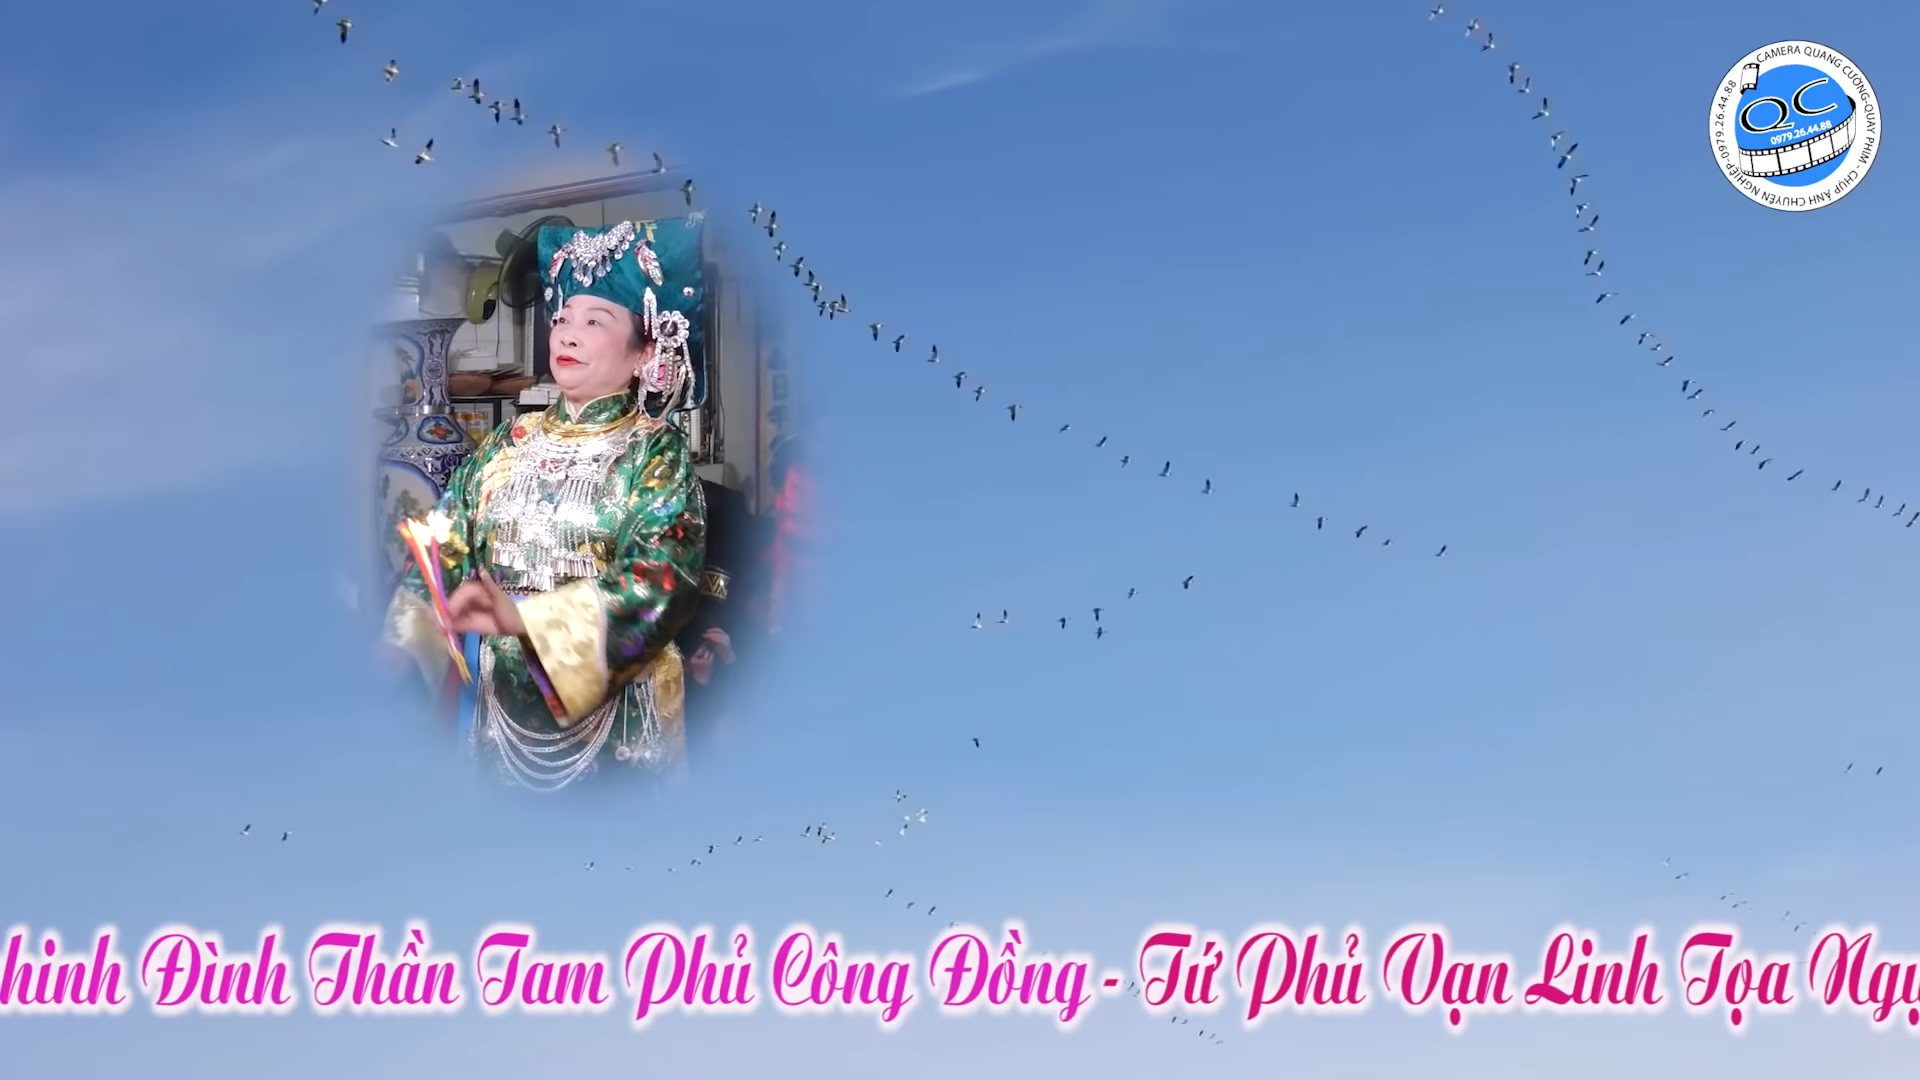 CAMERA QUANG CƯỜNG-QUAY PHIM - CHỤP ẢNH CHUYÊN NGHIỆP-0979.26.44.88
QC
0979.26.44.88
hinh Đình Thần Tam Phủ Công Đồng - Tứ Phủ Vạn Linh Tọa Ngự